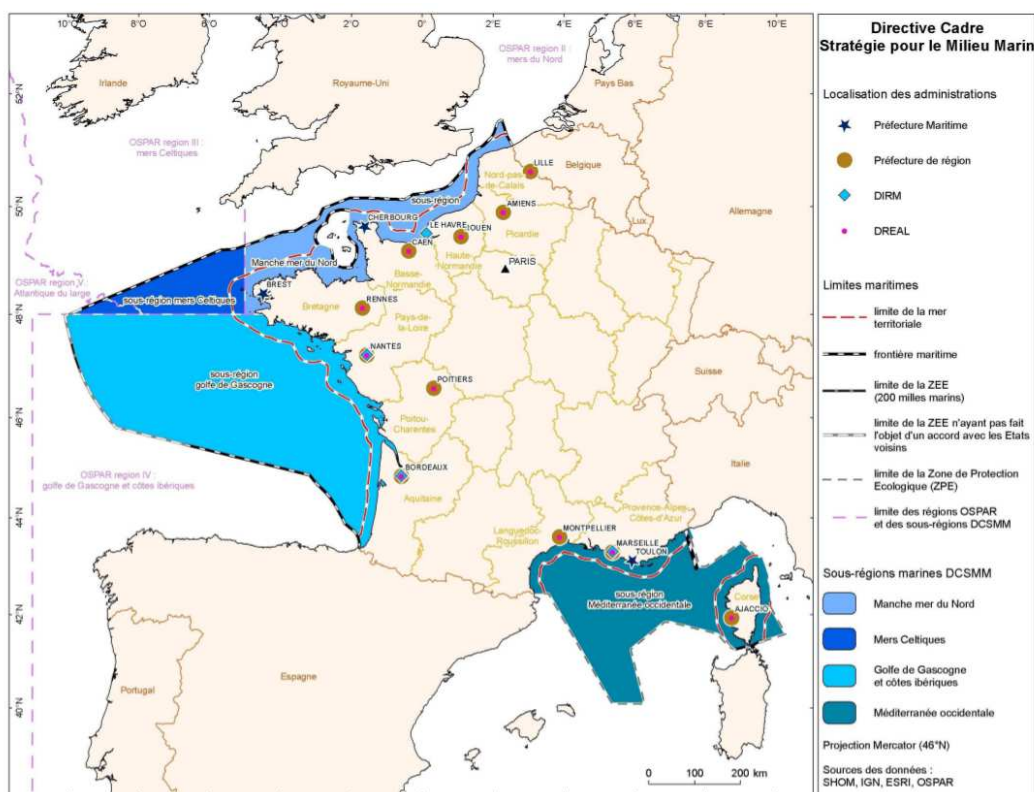 10°O
8°O
6°O
4°O
2°O
0°O
2°E
4°E
6°E
8°E
10°E
62°N
50°N
48°N
46°N
44°N
42°N
40°N
Irlande
Royaume-Uni
OSPAR region II :
mers du Nord
Pays Bas
OSPAR region III :
mers Celtiques
Belgique
Allemagne
Lux.
LILLE
Nord-pas-
de-Calais
sous-région
AMIENS
Picardie
CHERBOURG
LE HAVRE
ROUEN
CAEN
Haute-
Normandie
PARIS
Manche mer du Nord
Basse-
Normandie
OSPAR region V :
Atlantique du large
sous-région mers Celtiques
BREST
Bretagne
RENNES
Pays-de-
la-Loire
NANTES
Suisse
sous-région
golfe de Gascogne
POITIERS
Poitou-
Charentes
Italie
OSPAR region IV :
golfe de Gascogne et côtes ibériques
BORDEAUX
Aquitaine
Provence-Alpes
Côtes-d'Azur
Languedoc-
Roussillon
MONTPELLIER
MARSEILLE
TOULON
sous-région
Méditerranée occidentale
Corse
AJACCIO
Portugal
Espagne
0 100 200 km
Directive Cadre
Stratégie pour le Milieu Marin
Localisation des administrations
Préfecture Maritime
Préfecture de région
DIRM
DREAL
Limites maritimes
limite de la mer
territoriale
frontière maritime
limite de la ZEE
(200 milles marins)
limite de la ZEE n'ayant pas fait
l'objet d'un accord avec les Etats
voisins
limite de la Zone de Protection
Ecologique (ZPE)
limite des régions OSPAR
et des sous-régions DCSMM
Sous-régions marines DCSMM
Manche mer du Nord
Mers Celtiques
Golfe de Gascogne
et côtes ibériques
Méditerranée occidentale
Projection Mercator (46°N)
Sources des données :
SHOM, IGN, ESRI, OSPAR